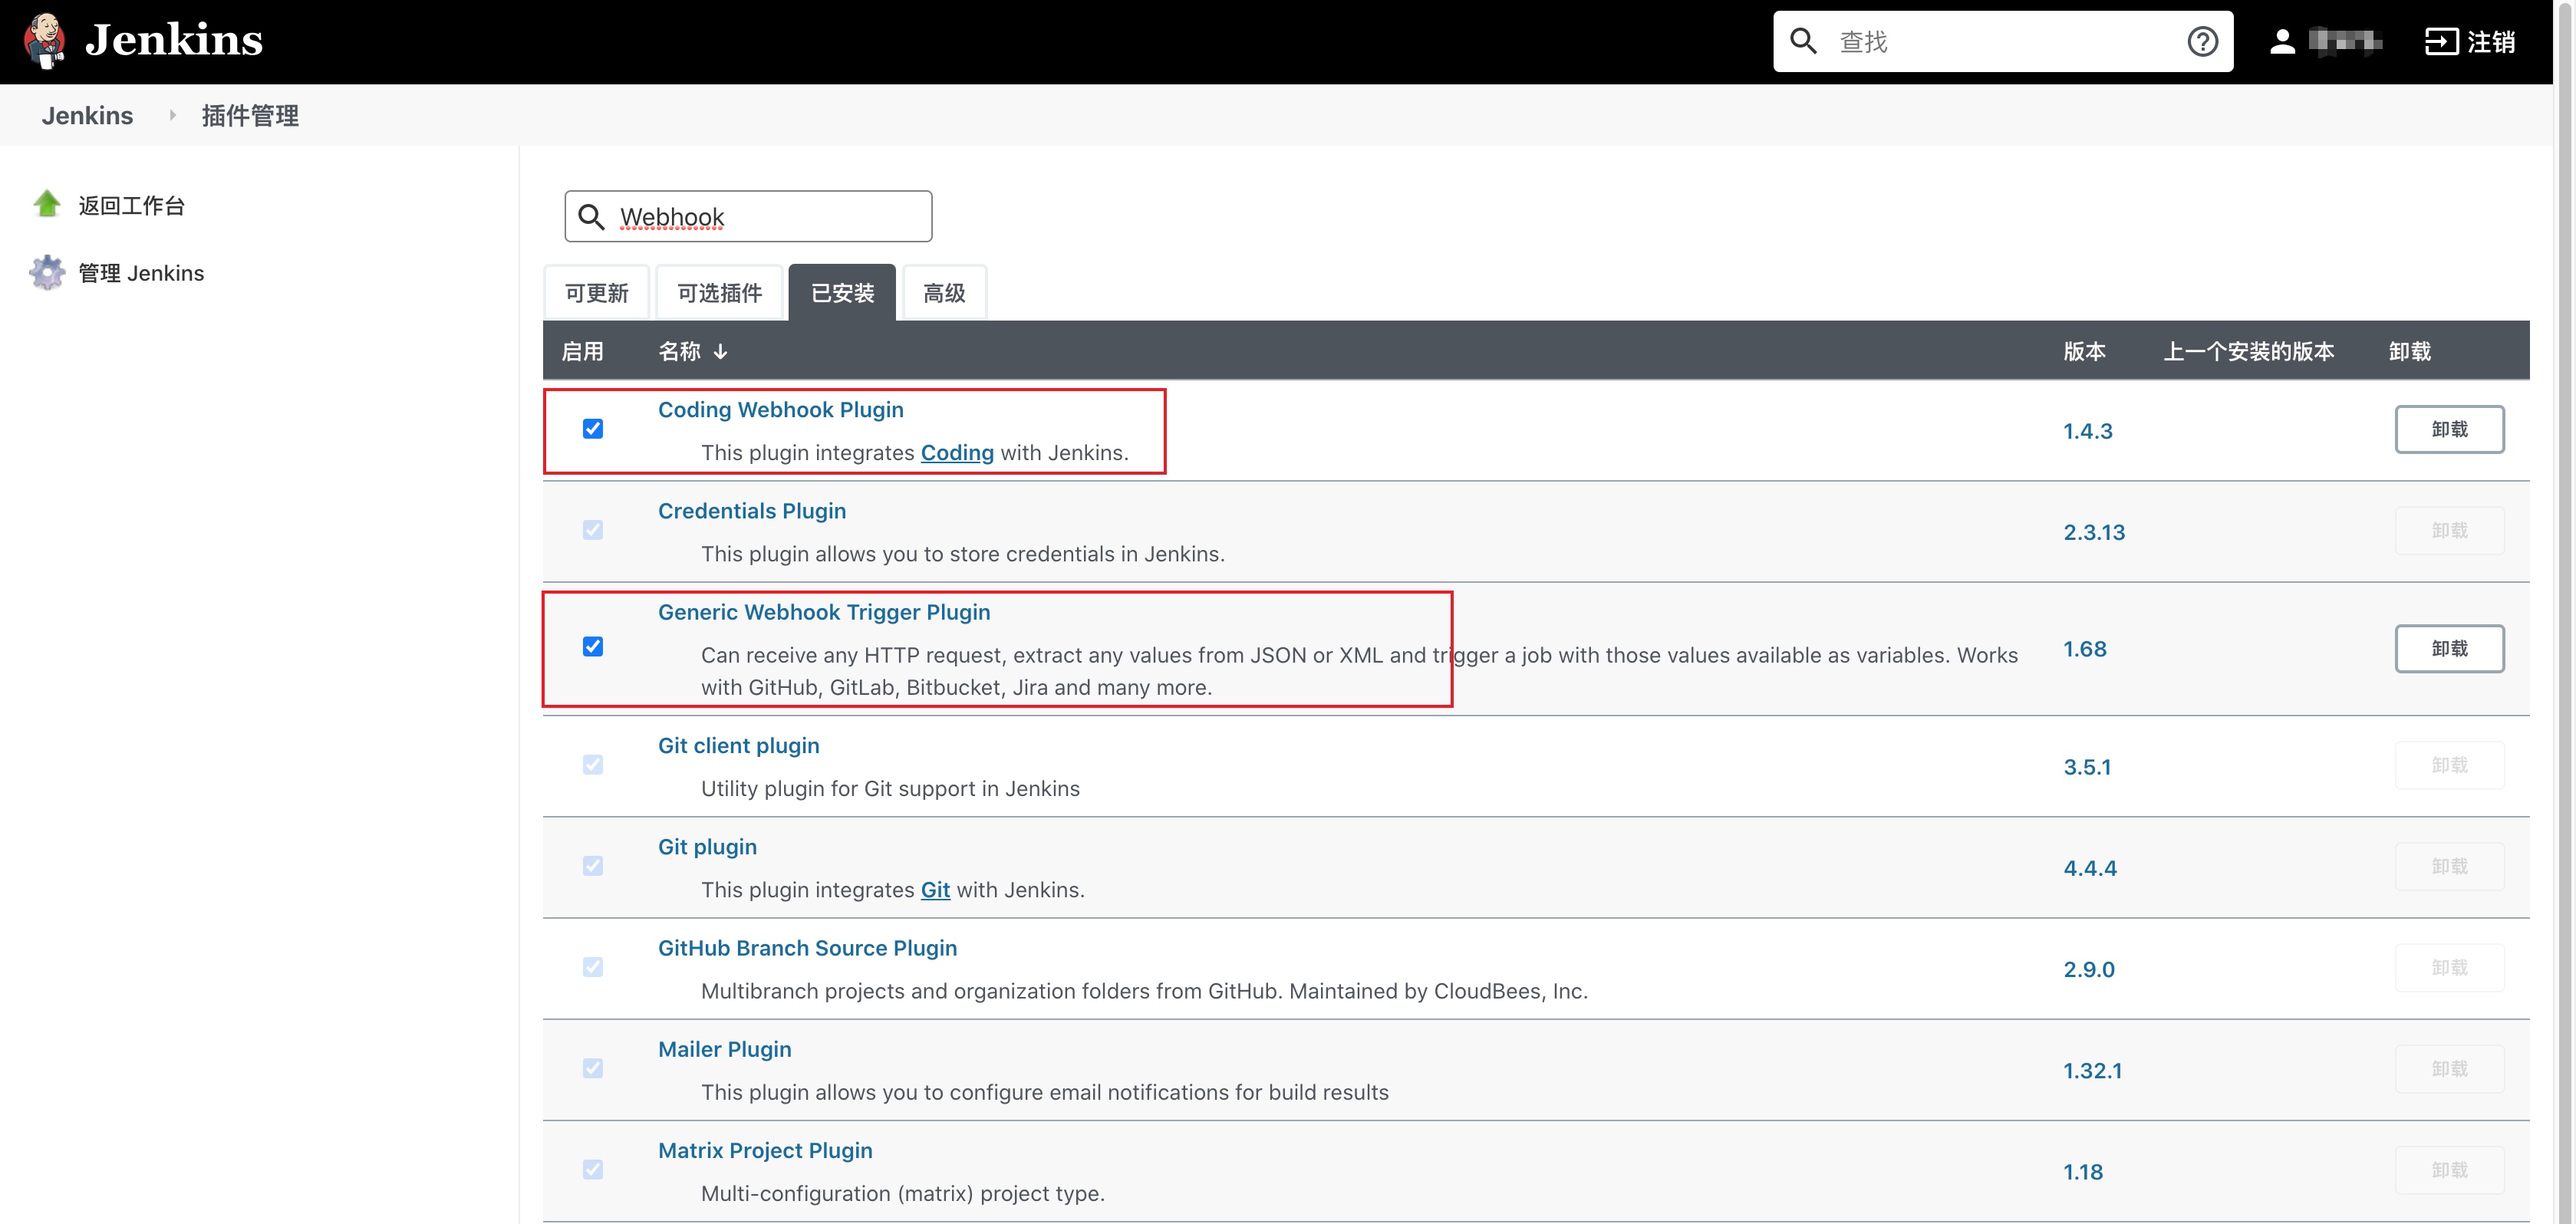 Jenkins
查找
注销
Jenkins
插件管理
返回工作台
管理 Jenkins
Webhook
可更新
可选插件
已安装
高级
启用 名称 ↓ 版本 上一个安装的版本 卸载
Coding Webhook Plugin
This plugin integrates Coding with Jenkins.
1.4.3
卸载
Credentials Plugin
This plugin allows you to store credentials in Jenkins.
2.3.13
卸载
Generic Webhook Trigger Plugin
Can receive any HTTP request, extract any values from JSON or XML and trigger a job with those values available as variables. Works
with GitHub, GitLab, Bitbucket, Jira and many more.
1.68
卸载
Git client plugin
Utility plugin for Git support in Jenkins
3.5.1
卸载
Git plugin
This plugin integrates Git with Jenkins.
4.4.4
卸载
GitHub Branch Source Plugin
Multibranch projects and organization folders from GitHub. Maintained by CloudBees, Inc.
2.9.0
卸载
Mailer Plugin
This plugin allows you to configure email notifications for build results
1.32.1
卸载
Matrix Project Plugin
Multi-configuration (matrix) project type.
1.18
卸载